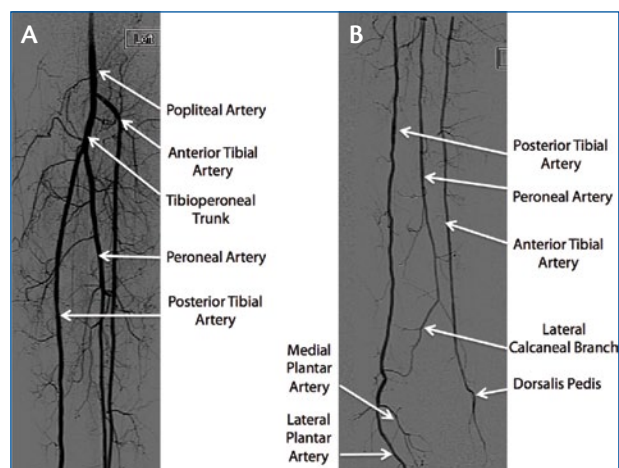 A
Left
Popliteal Artery
Anterior Tibial
Artery
Tibioperoneal
Trunk
Peroneal Artery
Posterior Tibial
Artery
B
Posterior Tibial
Artery
Peroneal Artery
Anterior Tibial
Artery
Lateral
Calcaneal Branch
Medial
Plantar
Artery
Dorsalis Pedis
Lateral
Plantar
Artery